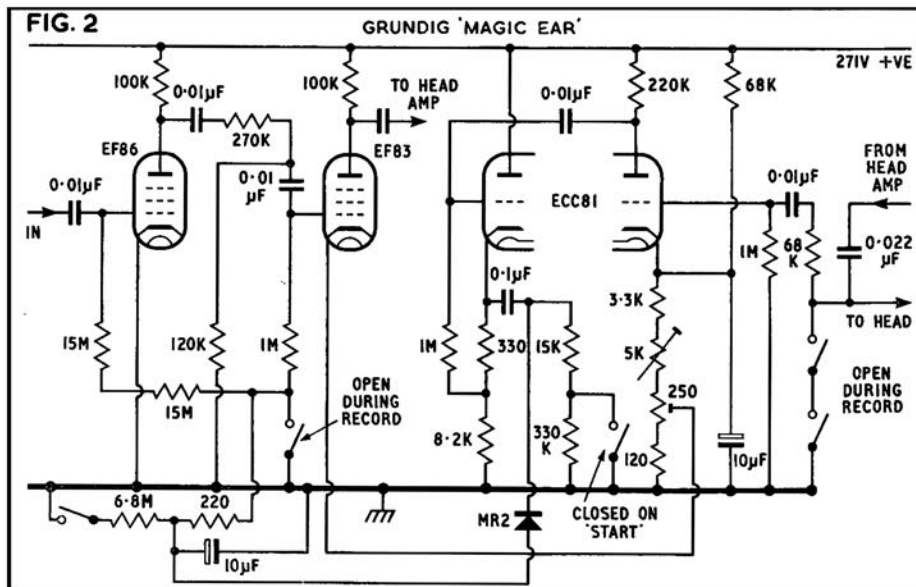 FIG. 2
GRUNDIG 'MAGIC EAR'
271V +VE
100K
0·01µF
270K
100K
TO HEAD
AMP
0·01µF
220K
68K
EF86
0·01
µF
EF83
ECC81
FROM
HEAD
AMP
0·01µF
IN
0·01µF
1M
68
K
0·022
µF
0·1µF
3·3K
TO HEAD
15M
120K
1M
1M
330
15K
5K
15M
OPEN
DURING
RECORD
250
OPEN
DURING
RECORD
8·2K
330
K
120
10µF
6·8M
220
MR2
CLOSED ON
'START'
10µF